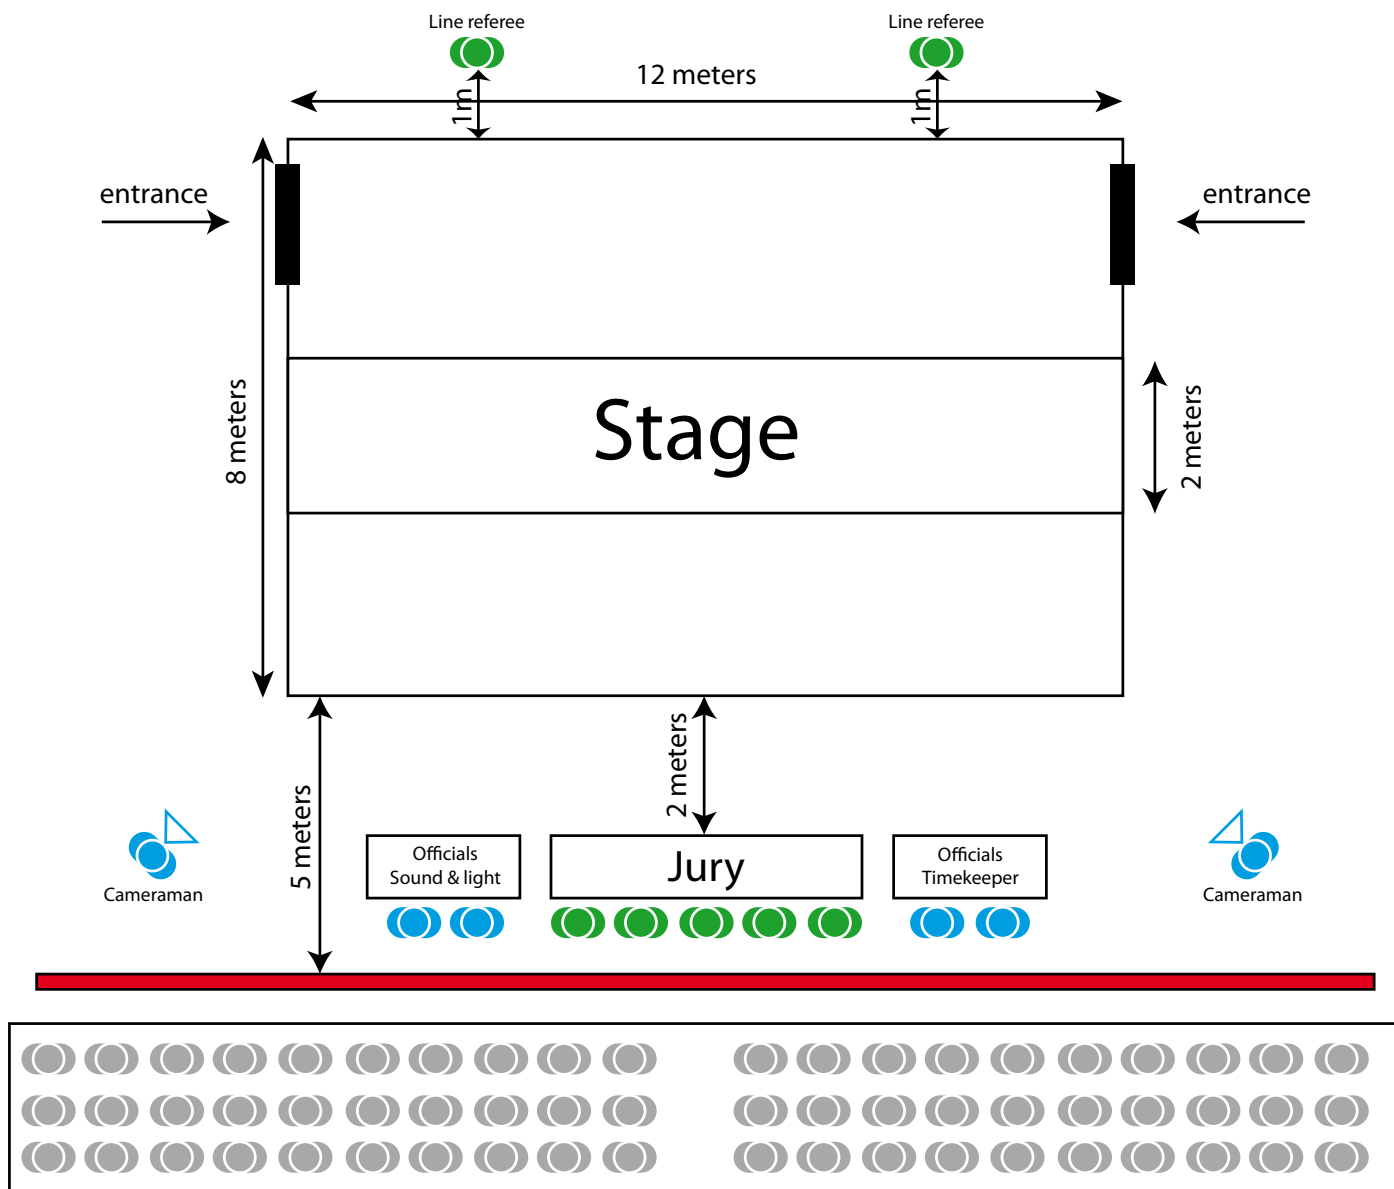 Line referee
Line referee
12 meters
1m
1m
entrance
entrance
8 meters
Stage
2 meters
2 meters
5 meters
Officials
Sound & light
Jury
Officials
Timekeeper
Cameraman
Cameraman